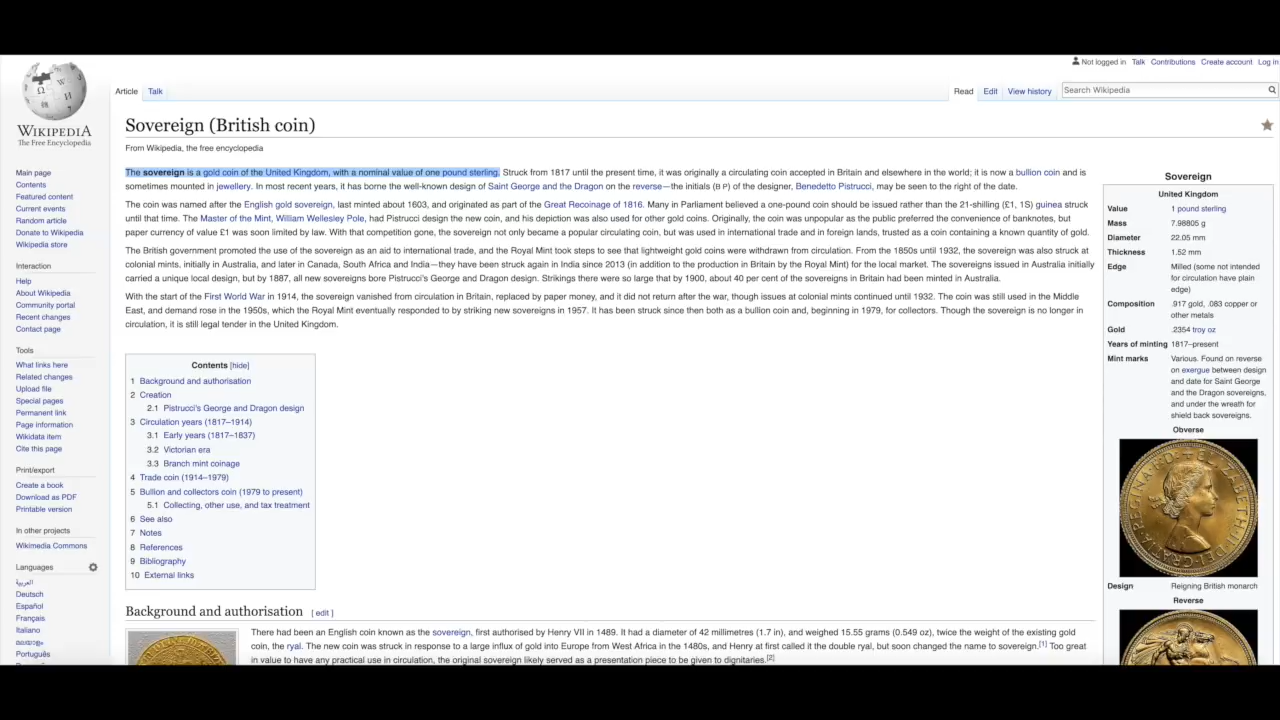 Not logged in Talk Contributions Create account Log in
Article Talk
Read Edit View history Search Wikipedia
WIKIPEDIA
The Free Encyclopedia
Main page
Contents
Featured content
Current events
Random article
Donate to Wikipedia
Wikipedia store
Interaction
Help
About Wikipedia
Community portal
Recent changes
Contact page
Tools
What links here
Related changes
Upload file
Special pages
Permanent link
Page information
Wikidata item
Cite this page
Print/export
Create a book
Download as PDF
Printable version
In other projects
Wikimedia Commons
Languages
العربية
Deutsch
Español
Français
Italiano
Português
Sovereign (British coin)
From Wikipedia, the free encyclopedia
The sovereign is a gold coin of the United Kingdom, with a nominal value of one pound sterling. Struck from 1817 until the present time, it was originally a circulating coin accepted in Britain and elsewhere in the world; it is now a bullion coin and is
sometimes mounted in jewellery. In most recent years, it has borne the well-known design of Saint George and the Dragon on the reverse—the initials (B P) of the designer, Benedetto Pistrucci, may be seen to the right of the date.
The coin was named after the English gold sovereign, last minted about 1603, and originated as part of the Great Recoinage of 1816. Many in Parliament believed a one-pound coin should be issued rather than the 21-shilling (£1, 1S) guinea struck
until that time. The Master of the Mint, William Wellesley Pole, had Pistrucci design the new coin, and his depiction was also used for other gold coins. Originally, the coin was unpopular as the public preferred the convenience of banknotes, but
paper currency of value £1 was soon limited by law. With that competition gone, the sovereign not only became a popular circulating coin, but was used in international trade and in foreign lands, trusted as a coin containing a known quantity of gold.
The British government promoted the use of the sovereign as an aid to international trade, and the Royal Mint took steps to see that lightweight gold coins were withdrawn from circulation. From the 1850s until 1932, the sovereign was also struck at
colonial mints, initially in Australia, and later in Canada, South Africa and India—they have been struck again in India since 2013 (in addition to the production in Britain by the Royal Mint) for the local market. The sovereigns issued in Australia initially
carried a unique local design, but by 1887, all new sovereigns bore Pistrucci's George and Dragon design. Strikings there were so large that by 1900, about 40 per cent of the sovereigns in Britain had been minted in Australia.
With the start of the First World War in 1914, the sovereign vanished from circulation in Britain, replaced by paper money, and it did not return after the war, though issues at colonial mints continued until 1932. The coin was still used in the Middle
East, and demand rose in the 1950s, which the Royal Mint eventually responded to by striking new sovereigns in 1957. It has been struck since then both as a bullion coin and, beginning in 1979, for collectors. Though the sovereign is no longer in
circulation, it is still legal tender in the United Kingdom.
Contents [hide]
1 Background and authorisation
2 Creation
2.1 Pistrucci's George and Dragon design
3 Circulation years (1817–1914)
3.1 Early years (1817–1837)
3.2 Victorian era
3.3 Branch mint coinage
4 Trade coin (1914–1979)
5 Bullion and collectors coin (1979 to present)
5.1 Collecting, other use, and tax treatment
6 See also
7 Notes
8 References
9 Bibliography
10 External links
Background and authorisation [ edit ]
There had been an English coin known as the sovereign, first authorised by Henry VII in 1489. It had a diameter of 42 millimetres (1.7 in), and weighed 15.55 grams (0.549 oz), twice the weight of the existing gold
coin, the ryal. The new coin was struck in response to a large influx of gold into Europe from West Africa in the 1480s, and Henry at first called it the double ryal, but soon changed the name to sovereign.[1] Too great
in value to have any practical use in circulation, the original sovereign likely served as a presentation piece to be given to dignitaries.[2]
Sovereign
United Kingdom
Value 1 pound sterling
Mass 7.98805 g
Diameter 22.05 mm
Thickness 1.52 mm
Edge Milled (some not intended
for circulation have plain
edge)
Composition .917 gold, .083 copper or
other metals
Gold .2354 troy oz
Years of minting 1817–present
Mint marks Various. Found on reverse
on exergue between design
and date for Saint George
and the Dragon sovereigns,
and under the wreath for
shield back sovereigns.
Obverse
Design Reigning British monarch
Reverse